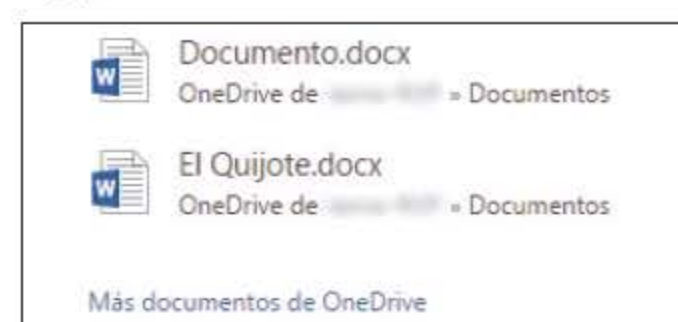 Documento.docx
OneDrive de » Documentos
El Quijote.docx
OneDrive de » Documentos
Más documentos de OneDrive